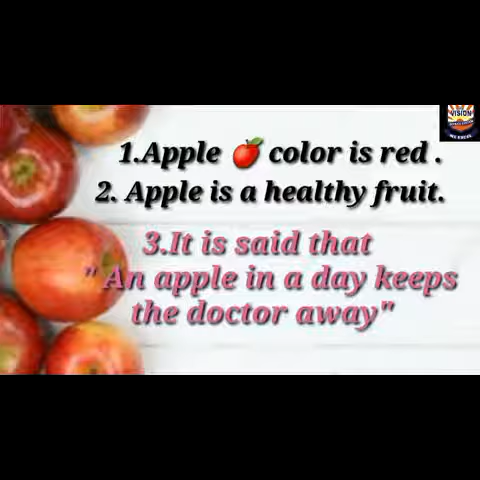 VISION
1.Apple 🍎 color is red .
2. Apple is a healthy fruit.
3.It is said that
" An apple in a day keeps
the doctor away"